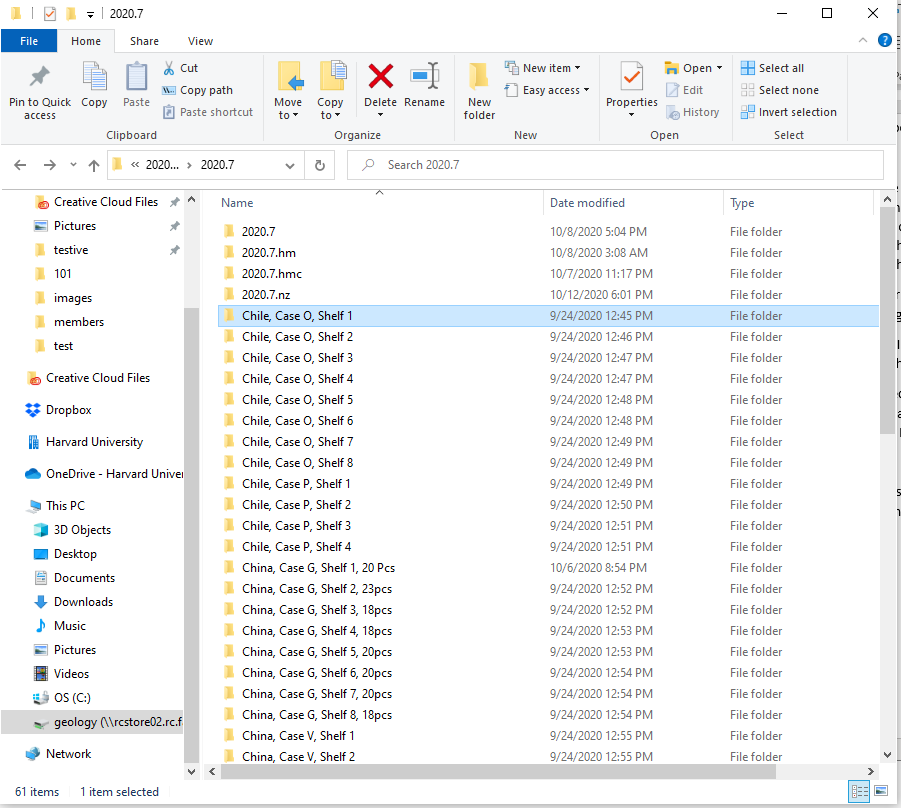 2020.7
File Home Share View
Pin to Quick access
Copy
Paste
Cut
Copy path
Paste shortcut
Clipboard
Move to
Copy to
Delete
Rename
Organize
New folder
New item
Easy access
New
Properties
Open
Edit
History
Open
Select all
Select none
Invert selection
Select
« 2020... › 2020.7
Search 2020.7
Creative Cloud Files
Pictures
testive
101
images
members
test
Creative Cloud Files
Dropbox
Harvard University
OneDrive - Harvard Univer
This PC
3D Objects
Desktop
Documents
Downloads
Music
Pictures
Videos
OS (C:)
geology (\\rcstore02.rc.f
Network
Name Date modified Type
2020.7 10/8/2020 5:04 PM File folder
2020.7.hm 10/8/2020 3:08 AM File folder
2020.7.hmc 10/7/2020 11:17 PM File folder
2020.7.nz 10/12/2020 6:01 PM File folder
Chile, Case O, Shelf 1 9/24/2020 12:45 PM File folder
Chile, Case O, Shelf 2 9/24/2020 12:46 PM File folder
Chile, Case O, Shelf 3 9/24/2020 12:47 PM File folder
Chile, Case O, Shelf 4 9/24/2020 12:47 PM File folder
Chile, Case O, Shelf 5 9/24/2020 12:48 PM File folder
Chile, Case O, Shelf 6 9/24/2020 12:48 PM File folder
Chile, Case O, Shelf 7 9/24/2020 12:49 PM File folder
Chile, Case O, Shelf 8 9/24/2020 12:49 PM File folder
Chile, Case P, Shelf 1 9/24/2020 12:49 PM File folder
Chile, Case P, Shelf 2 9/24/2020 12:50 PM File folder
Chile, Case P, Shelf 3 9/24/2020 12:51 PM File folder
Chile, Case P, Shelf 4 9/24/2020 12:51 PM File folder
China, Case G, Shelf 1, 20 Pcs 10/6/2020 8:54 PM File folder
China, Case G, Shelf 2, 23pcs 9/24/2020 12:52 PM File folder
China, Case G, Shelf 3, 18pcs 9/24/2020 12:52 PM File folder
China, Case G, Shelf 4, 18pcs 9/24/2020 12:53 PM File folder
China, Case G, Shelf 5, 20pcs 9/24/2020 12:53 PM File folder
China, Case G, Shelf 6, 20pcs 9/24/2020 12:54 PM File folder
China, Case G, Shelf 7, 20pcs 9/24/2020 12:54 PM File folder
China, Case G, Shelf 8, 18pcs 9/24/2020 12:54 PM File folder
China, Case V, Shelf 1 9/24/2020 12:55 PM File folder
China, Case V, Shelf 2 9/24/2020 12:55 PM File folder
61 items 1 item selected